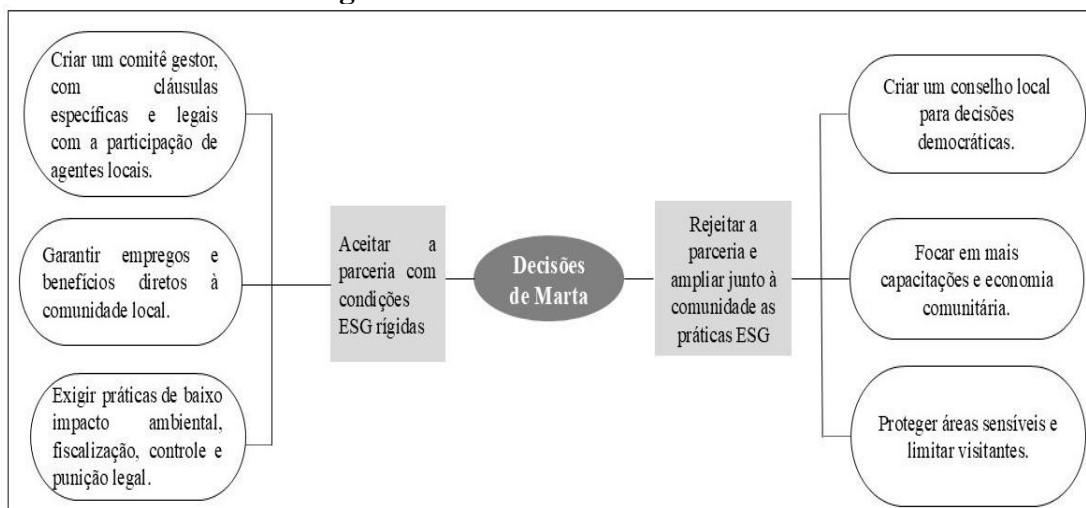 Criar um comitê gestor,
com cláusulas
específicas e legais
com a participação de
agentes locais.
Garantir empregos e
benefícios diretos à
comunidade local.
Exigir práticas de baixo
impacto ambiental,
fiscalização, controle e
punição legal.
Aceitar a
parceria com
condições
ESG rígidas
Decisões
de Marta
Rejeitar a
parceria e
ampliar junto à
comunidade as
práticas ESG
Criar um conselho local
para decisões
democráticas.
Focar em mais
capacitações e economia
comunitária.
Proteger áreas sensíveis e
limitar visitantes.